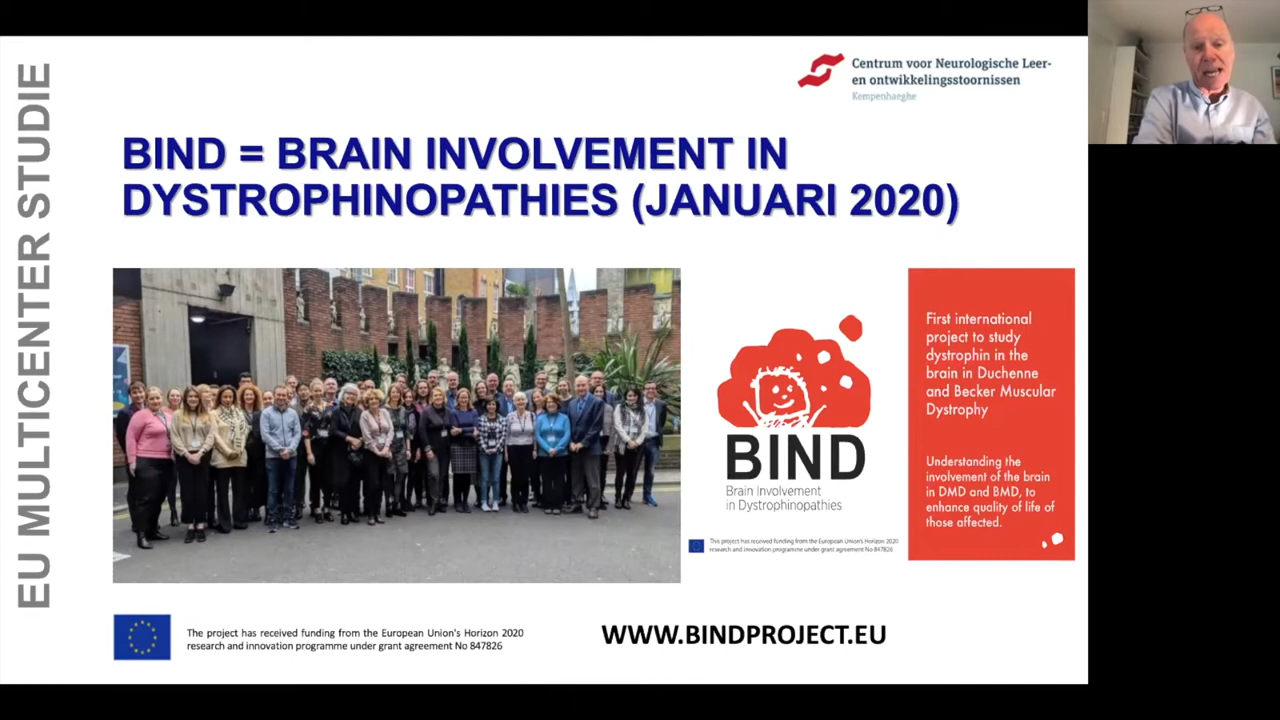 EU MULTICENTER STUDIE
Centrum voor Neurologische Leer-
en ontwikkelingsstoornissen
Kempenhaeghe
BIND = BRAIN INVOLVEMENT IN
DYSTROPHINOPATHIES (JANUARI 2020)
BIND
Brain Involvement
in Dystrophinopathies
This project has received funding from the European Union's Horizon 2020
research and innovation programme under grant agreement No 847826
First international
project to study
dystrophin in the
brain in Duchenne
and Becker Muscular
Dystrophy
Understanding the
involvement of the brain
in DMD and BMD, to
enhance quality of life of
those affected.
The project has received funding from the European Union's Horizon 2020
research and innovation programme under grant agreement No 847826
WWW.BINDPROJECT.EU